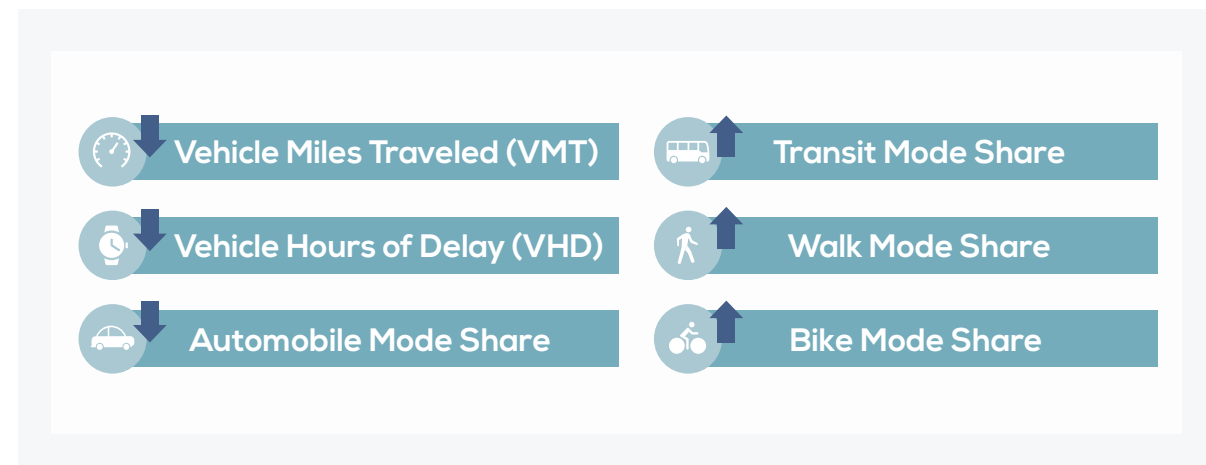 Vehicle Miles Traveled (VMT)
Vehicle Hours of Delay (VHD)
Automobile Mode Share
Transit Mode Share
Walk Mode Share
Bike Mode Share